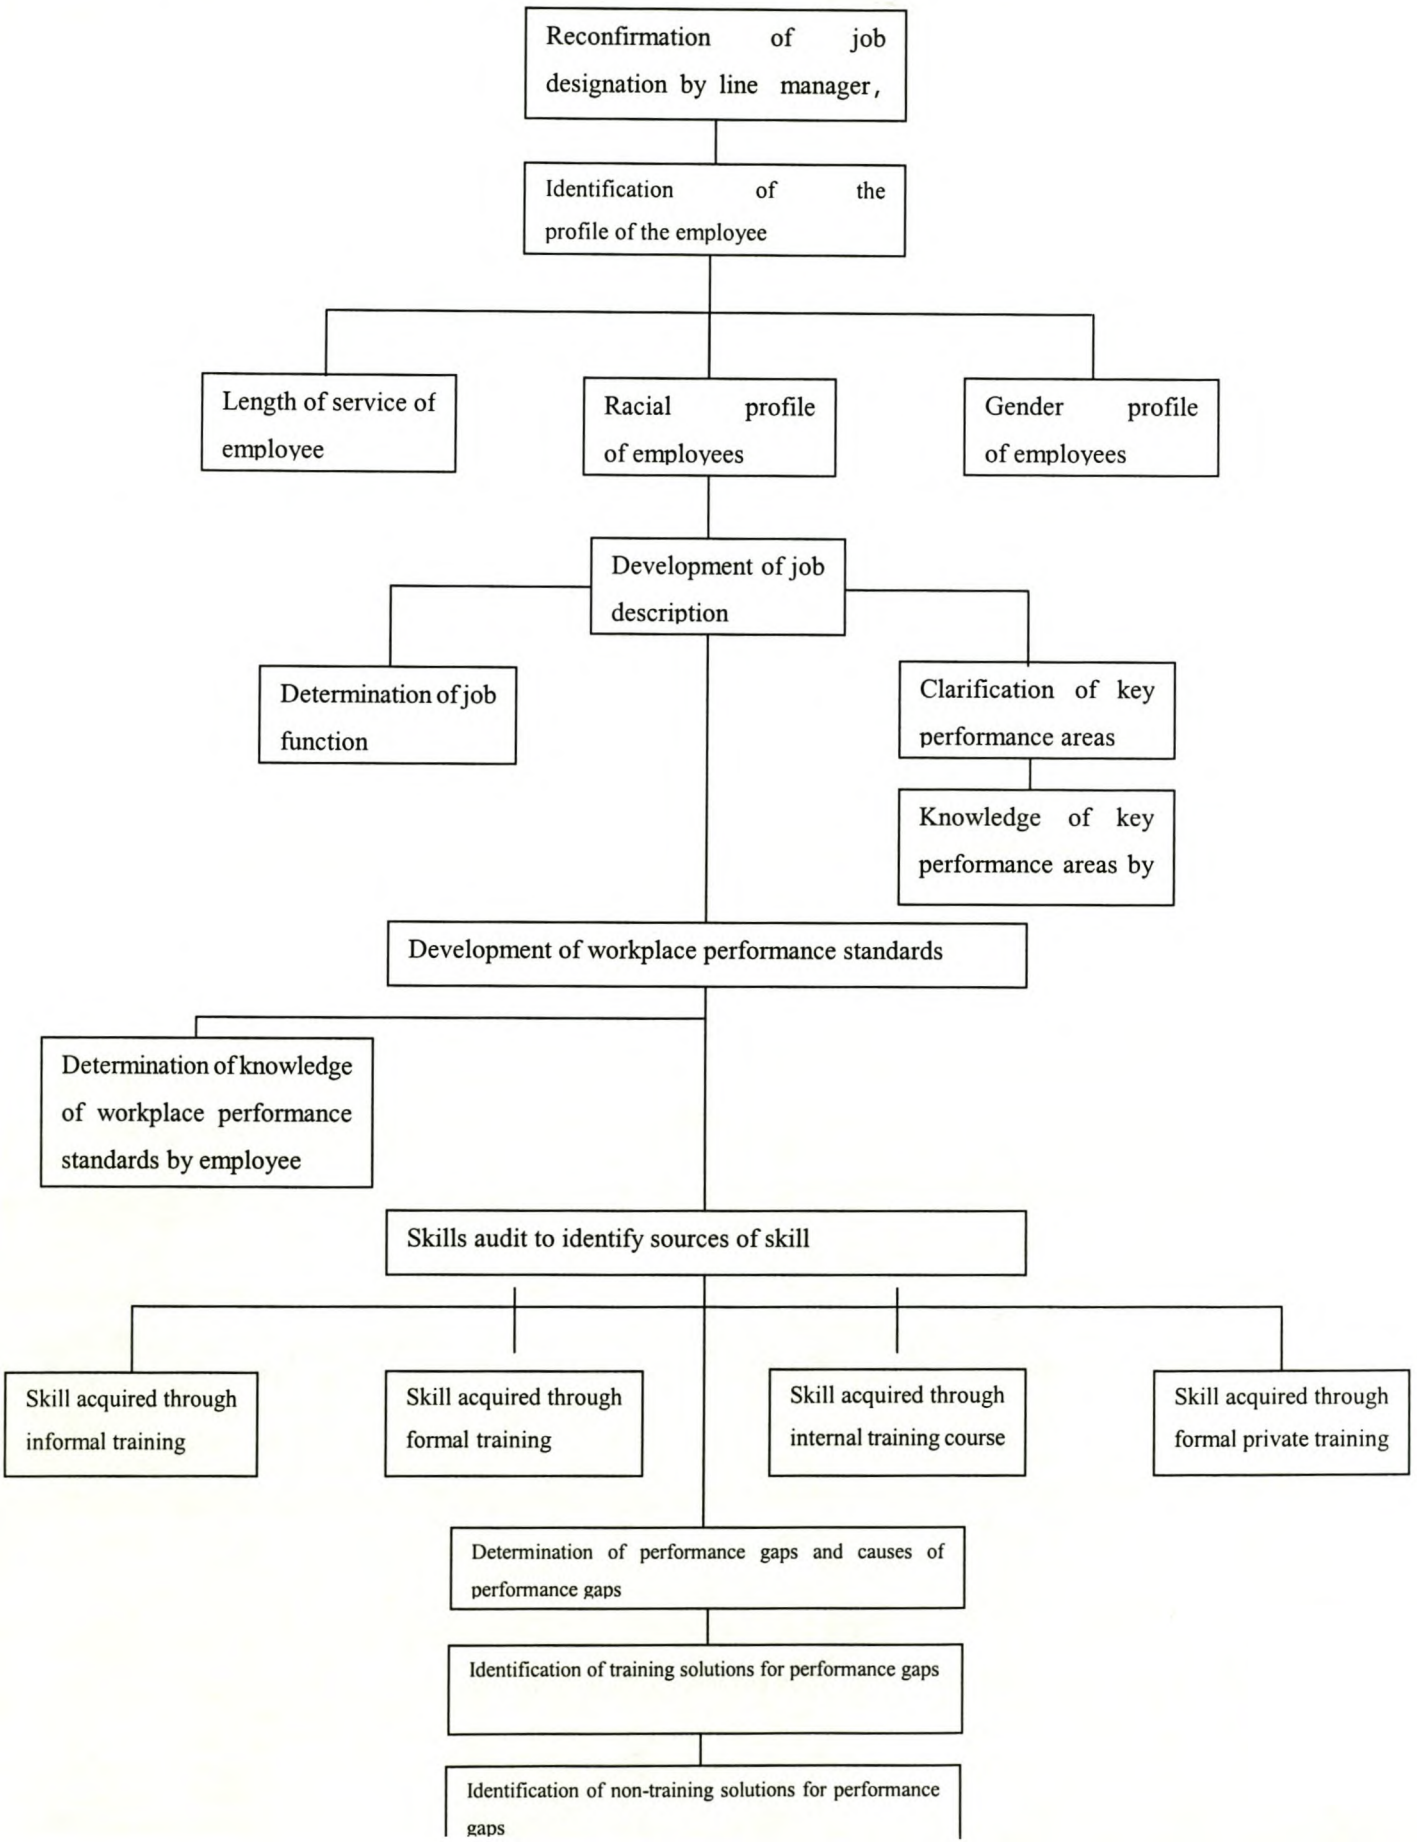 Reconfirmation of job
designation by line manager,
Identification of the
profile of the employee
Length of service of
employee
Racial profile
of employees
Gender profile
of employees
Development of job
description
Determination of job
function
Clarification of key
performance areas
Knowledge of key
performance areas by
Development of workplace performance standards
Determination of knowledge
of workplace performance
standards by employee
Skills audit to identify sources of skill
Skill acquired through
informal training
Skill acquired through
formal training
Skill acquired through
internal training course
Skill acquired through
formal private training
Determination of performance gaps and causes of
performance gaps
Identification of training solutions for performance gaps
Identification of non-training solutions for performance
gaps